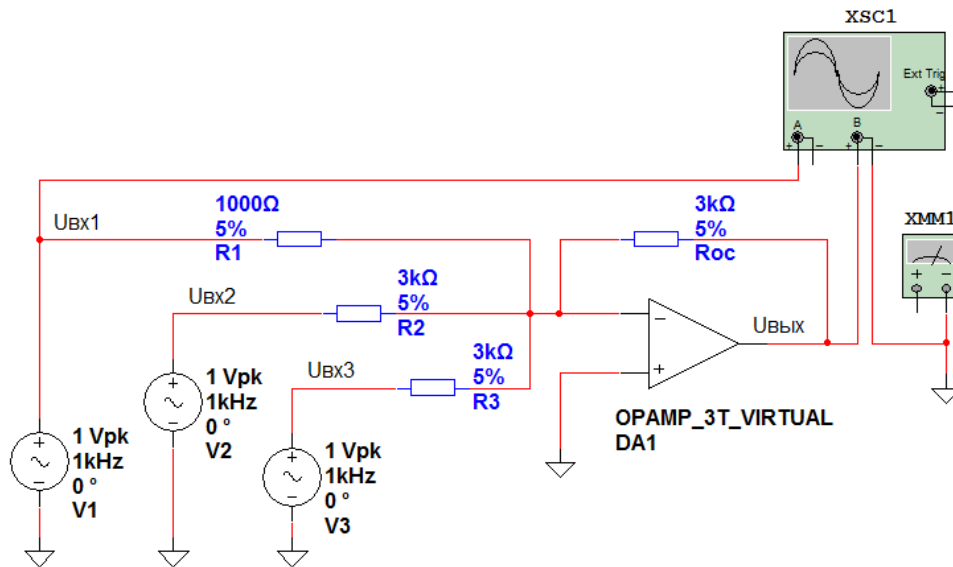 XSC1
Ext Trig
+
−
A
B
+
−
+
−
1000Ω
5%
R1
Uвх1
3kΩ
5%
Rос
XMM1
+
−
3kΩ
5%
R2
Uвх2
−
+
Uвых
3kΩ
5%
R3
Uвх3
OPAMP_3T_VIRTUAL
DA1
+
−
1 Vpk
1kHz
0 °
V2
+
−
1 Vpk
1kHz
0 °
V1
+
−
1 Vpk
1kHz
0 °
V3